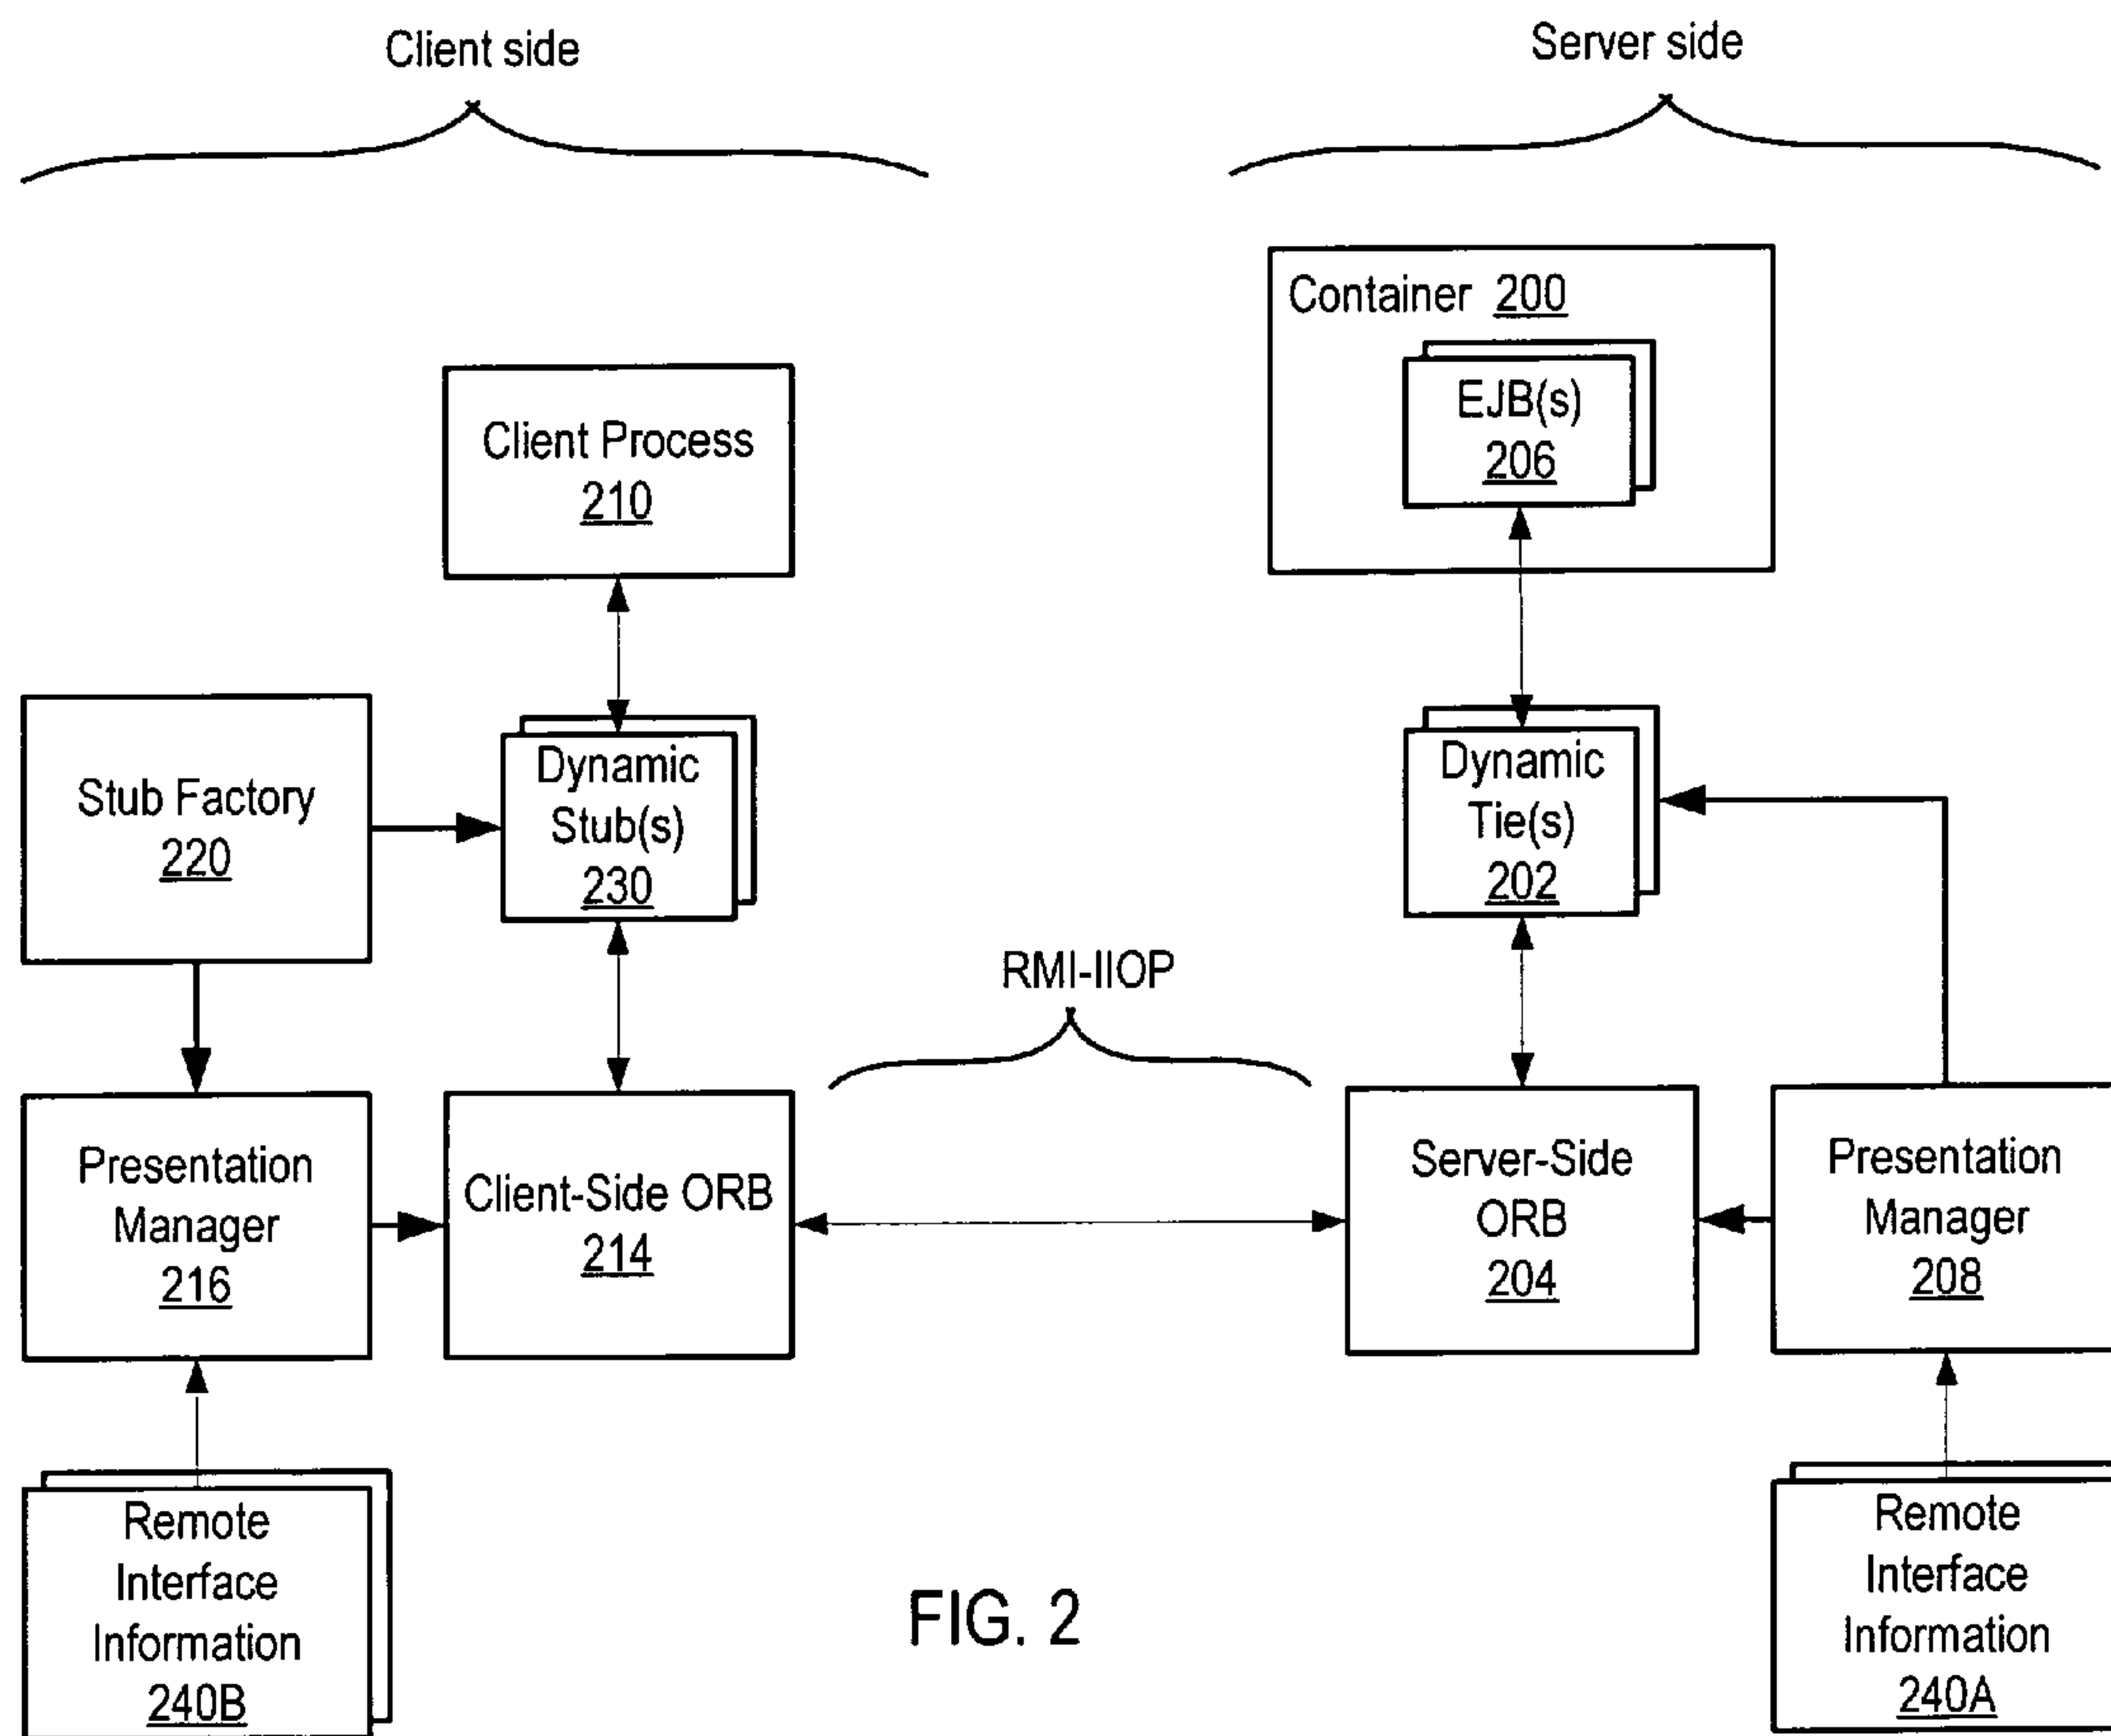 Client side
Server side
Container 200
EJB(s)
206
Client Process
210
Stub Factory
220
Dynamic
Stub(s)
230
Dynamic
Tie(s)
202
RMI-IIOP
Presentation
Manager
216
Client-Side ORB
214
Server-Side
ORB
204
Presentation
Manager
208
Remote
Interface
Information
240B
FIG. 2
Remote
Interface
Information
240A